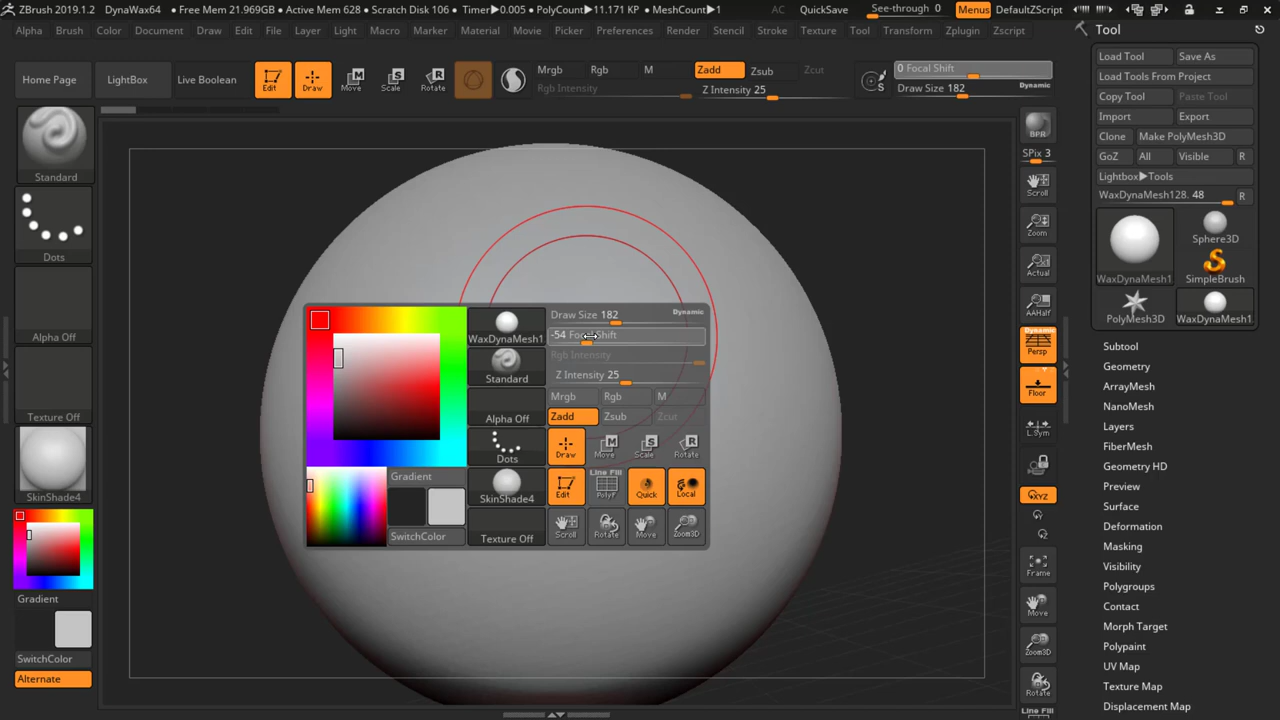 ZBrush 2019.1.2 • Free Mem 21.969GB • Active Mem 628 • Scratch Disk 106 • Timer▶0.005 • PolyCount▶11.171 KP • MeshCount▶1 AC QuickSave See-through 0 Menus DefaultZScript
Alpha Brush Color Document Draw Edit File Layer Light Macro Marker Material Movie Picker Preferences Render Stencil Stroke Texture Tool Transform Zplugin Zscript
Home Page LightBox Live Boolean Edit Draw Move Scale Rotate
M S R
Mrgb Rgb M Zadd Zsub Zcut
Rgb Intensity Z Intensity 25
S
0 Focal Shift
Draw Size 182 Dynamic
Standard
Dots
Alpha Off
Texture Off
SkinShade4
Gradient
SwitchColor
Alternate
Draw Size 182 Dynamic
-54 Focal Shift
Rgb Intensity
Z Intensity 25
Mrgb Rgb M
Zadd Zsub Zcut
M S R
Draw Move Scale Rotate
Line Fill
Edit PolyF Quick Local
Scroll Rotate Move Zoom3D
WaxDynaMesh1
Standard
Alpha Off
Dots
SkinShade4
Texture Off
Gradient
SwitchColor
BPR
SPix 3
Scroll
Zoom
Actual
AAHalf
Dynamic
Persp
Floor
L.Sym
XYZ
Y
Z
Frame
Move
Zoom3D
Rotate
Line Fill
Tool
Load Tool Save As
Load Tools From Project
Copy Tool Paste Tool
Import Export
Clone Make PolyMesh3D
GoZ All Visible R
Lightbox▶Tools
WaxDynaMesh128. 48 R
WaxDynaMesh1 Sphere3D
SimpleBrush
PolyMesh3D WaxDynaMesh1
Subtool
Geometry
ArrayMesh
NanoMesh
Layers
FiberMesh
Geometry HD
Preview
Surface
Deformation
Masking
Visibility
Polygroups
Contact
Morph Target
Polypaint
UV Map
Texture Map
Displacement Map